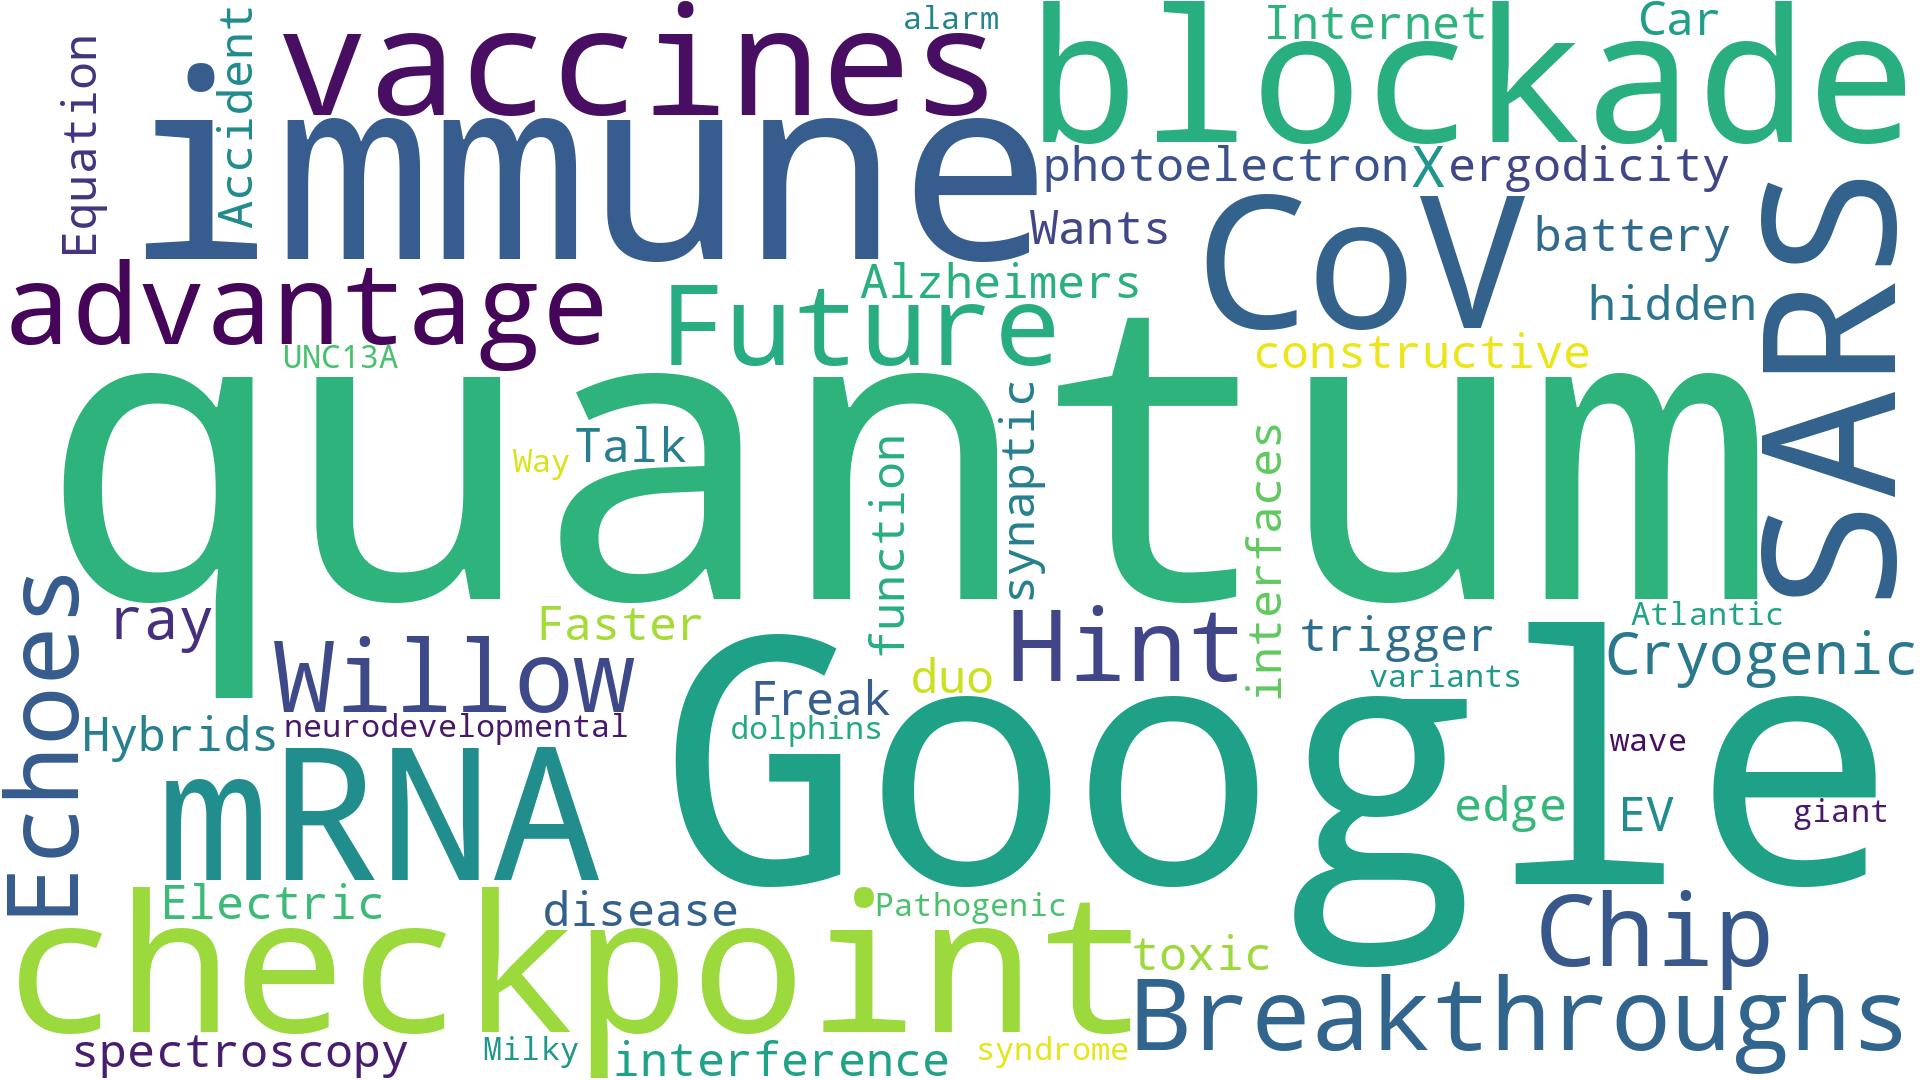 alarm
Internet
Car
vaccines
blockade
Equation
Accident
immune
photoelectron
X
ergodicity
Wants
CoV
battery
SARS
advantage
Future
Alzheimers
hidden
UNC13A
constructive
quantum
Way
Talk
function
synaptic
interfaces
Echoes
ray
Faster
Willow
Hint
trigger
Atlantic
Cryogenic
duo
Freak
variants
Hybrids
neurodevelopmental
dolphins
Google
wave
mRNA
edge
EV
giant
Electric
disease
Pathogenic
Chip
checkpoint
toxic
Breakthroughs
spectroscopy
Milky
interference
syndrome